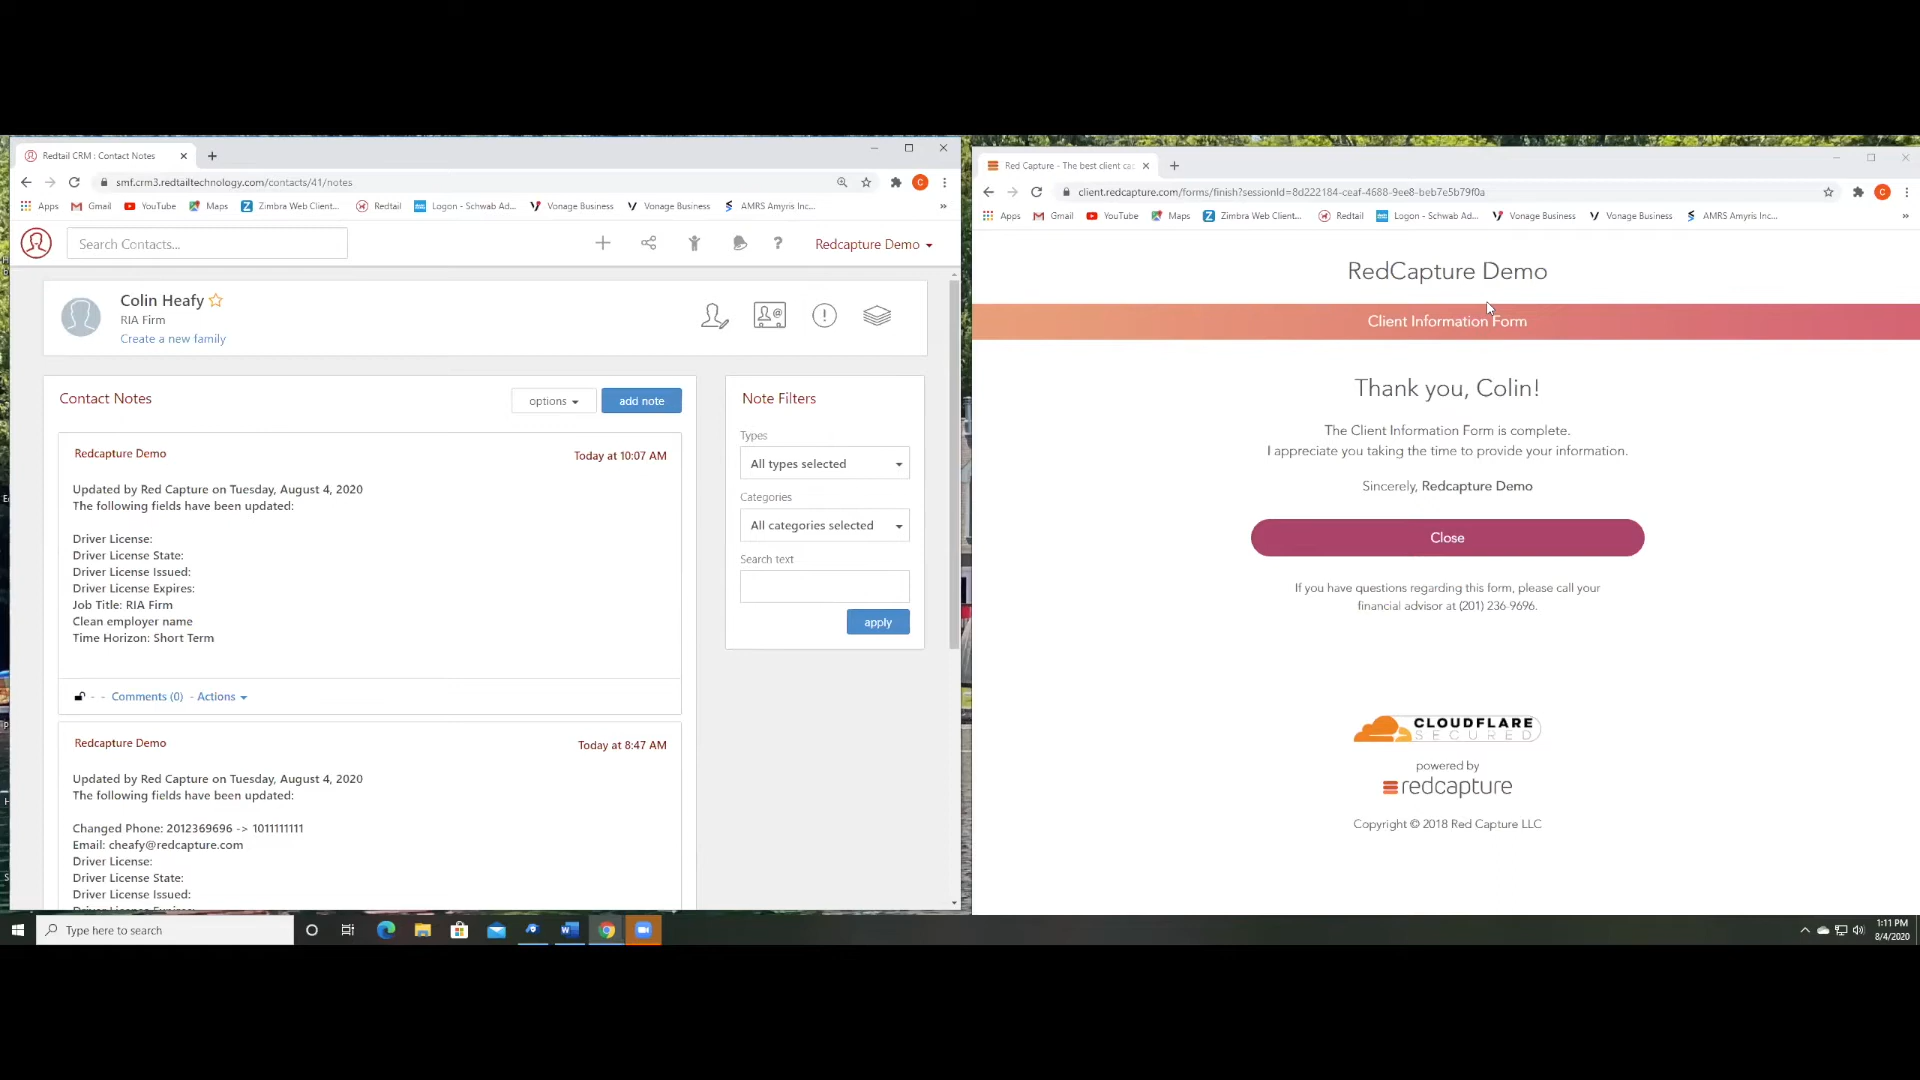 Redtail CRM : Contact Notes
smf.crm3.redtailtechnology.com/contacts/41/notes
Apps
Gmail
YouTube
Maps
Zimbra Web Client...
Redtail
Logon - Schwab Ad...
Vonage Business
Vonage Business
AMRS Amyris Inc...
Search Contacts...
Redcapture Demo
Colin Heafy
RIA Firm
Create a new family
Contact Notes
options
add note
Redcapture Demo
Today at 10:07 AM
Updated by Red Capture on Tuesday, August 4, 2020
The following fields have been updated:
Driver License:
Driver License State:
Driver License Issued:
Driver License Expires:
Job Title: RIA Firm
Clean employer name
Time Horizon: Short Term
- - Comments (0) - Actions
Redcapture Demo
Today at 8:47 AM
Updated by Red Capture on Tuesday, August 4, 2020
The following fields have been updated:
Changed Phone: 2012369696 -> 1011111111
Email: cheafy@redcapture.com
Driver License:
Driver License State:
Driver License Issued:
Note Filters
Types
All types selected
Categories
All categories selected
Search text
apply
Red Capture - The best client ca
client.redcapture.com/forms/finish?sessionId=8d222184-ceaf-4688-9ee8-beb7e5b79f0a
Apps
Gmail
YouTube
Maps
Zimbra Web Client...
Redtail
Logon - Schwab Ad...
Vonage Business
Vonage Business
AMRS Amyris Inc...
RedCapture Demo
Client Information Form
Thank you, Colin!
The Client Information Form is complete.
I appreciate you taking the time to provide your information.
Sincerely, Redcapture Demo
Close
If you have questions regarding this form, please call your
financial advisor at (201) 236-9696.
CLOUDFLARE
SECURED
powered by
redcapture
Copyright © 2018 Red Capture LLC
Type here to search
1:11 PM
8/4/2020